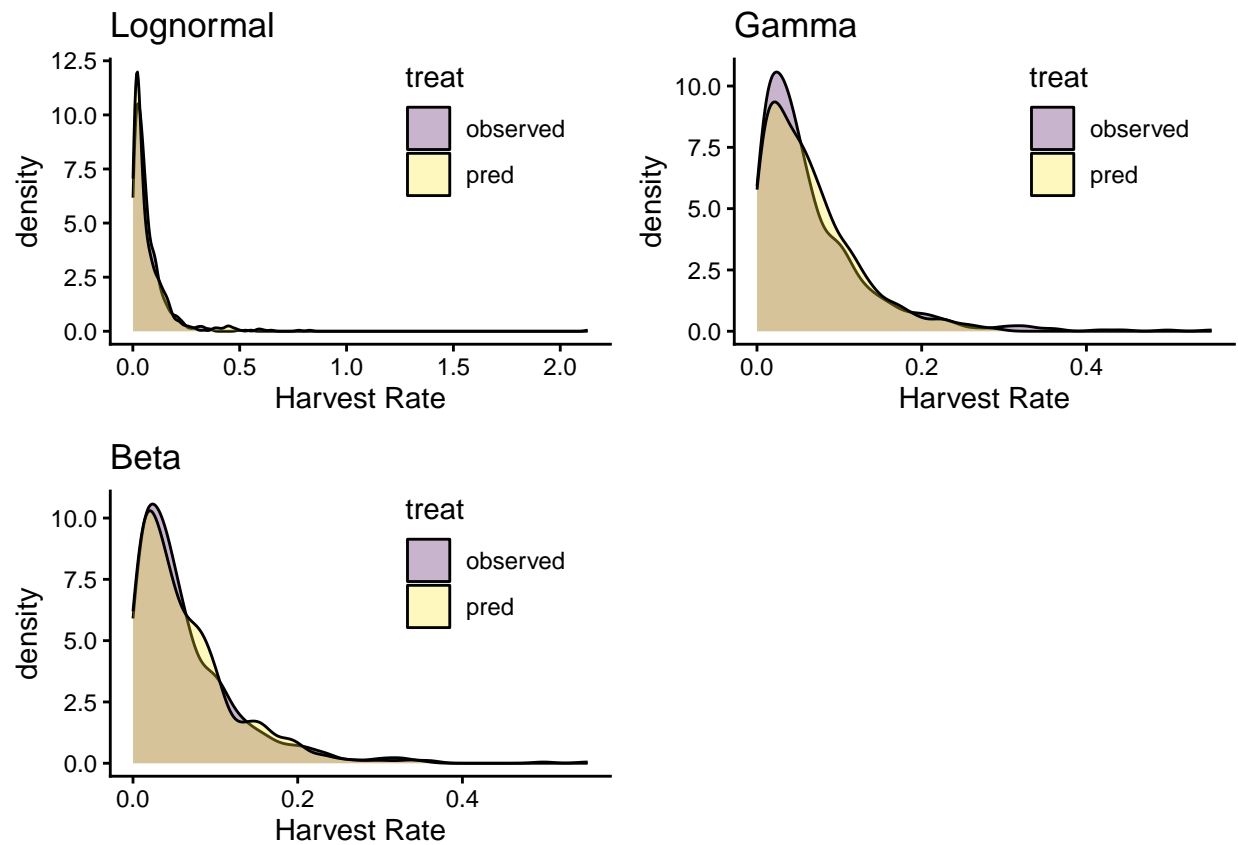 Lognormal
density
12.5
10.0
7.5
5.0
2.5
0.0
0.0 0.5 1.0 1.5 2.0
Harvest Rate
treat
observed
pred
Gamma
density
10.0
7.5
5.0
2.5
0.0
0.0 0.2 0.4
Harvest Rate
treat
observed
pred
Beta
density
10.0
7.5
5.0
2.5
0.0
0.0 0.2 0.4
Harvest Rate
treat
observed
pred